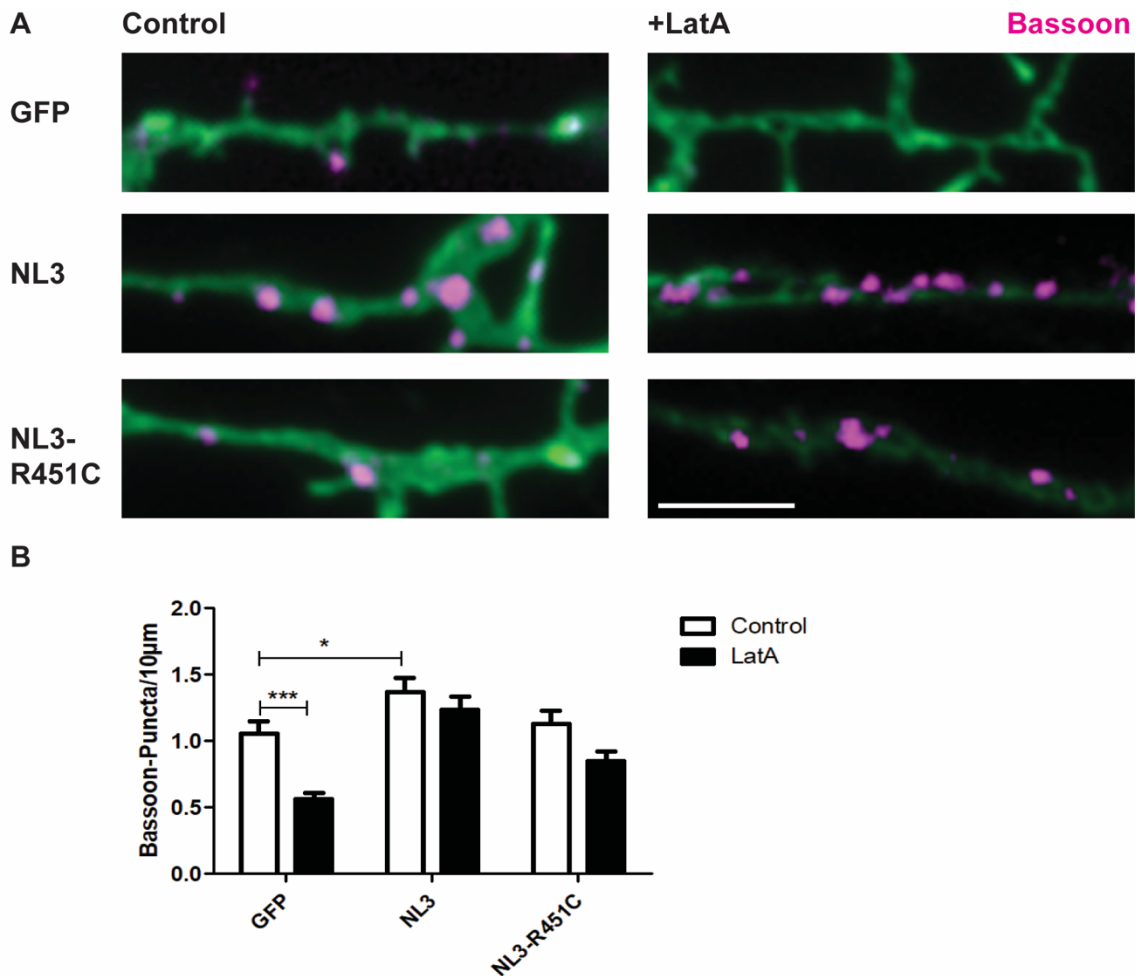 A
Control
+LatA
Bassoon
GFP
NL3
NL3-
R451C
B
2.0
1.5
1.0
0.5
0.0
Bassoon-Puncta/10µm
*
***
Control
LatA
GFP
NL3
NL3-R451C